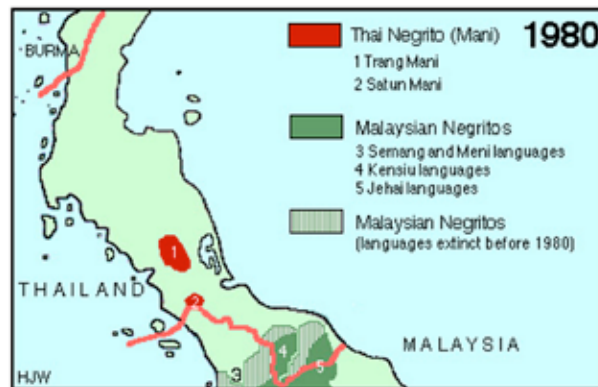 BURMA
Thai Negrito (Mani) 1980
1 Trang Mani
2 Satun Mani
Malaysian Negritos
3 Semang and Meni languages
4 Kensiu languages
5 Jehai languages
Malaysian Negritos
(languages extinct before 1980)
1
THAILAND
2
MALAYSIA
4
5
3
HJW